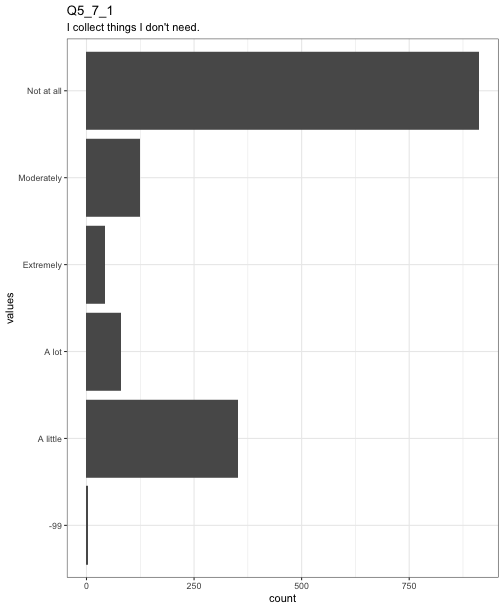 Q5_7_1
I collect things I don't need.
Not at all
Moderately
Extremely
A lot
A little
-99
values
0
250
500
750
count